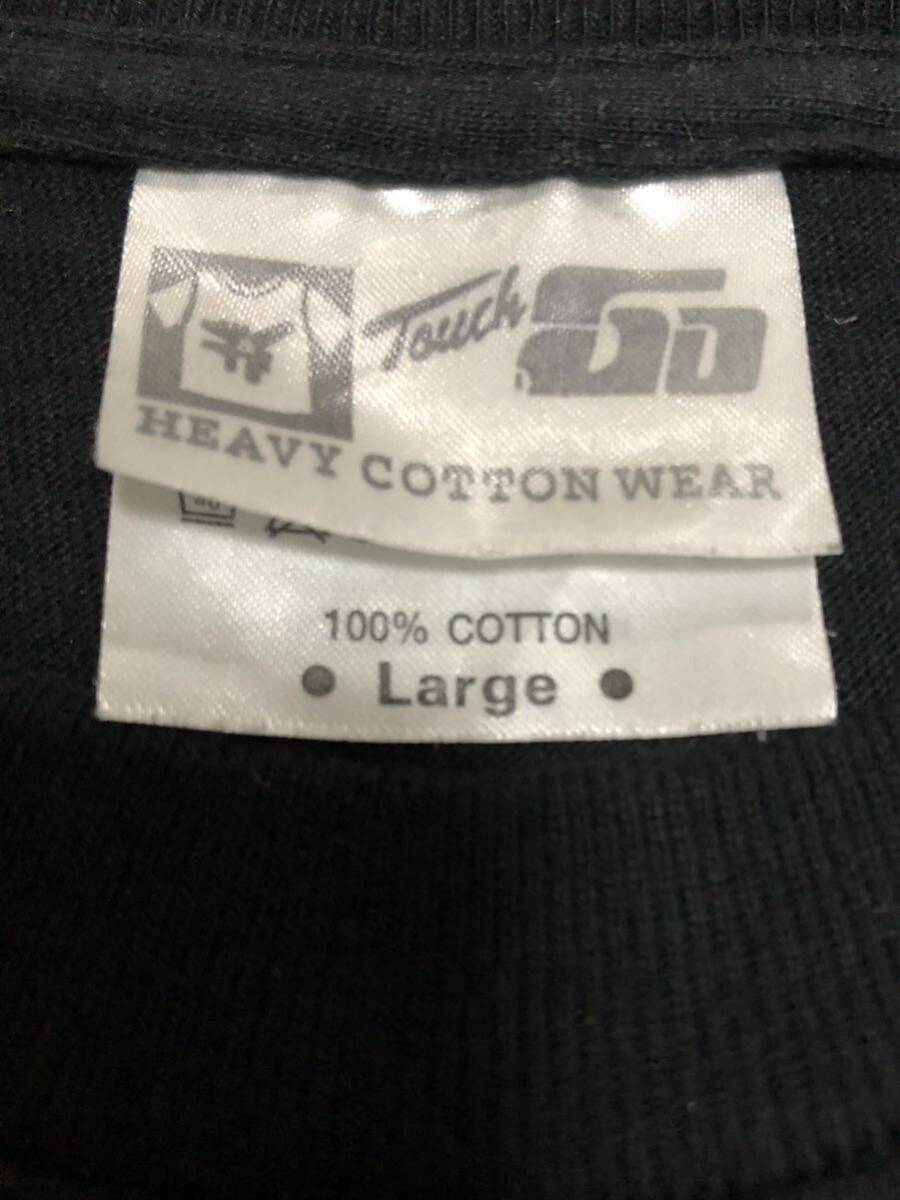 Touch
HEAVY COTTON WEAR
100% COTTON
• Large •